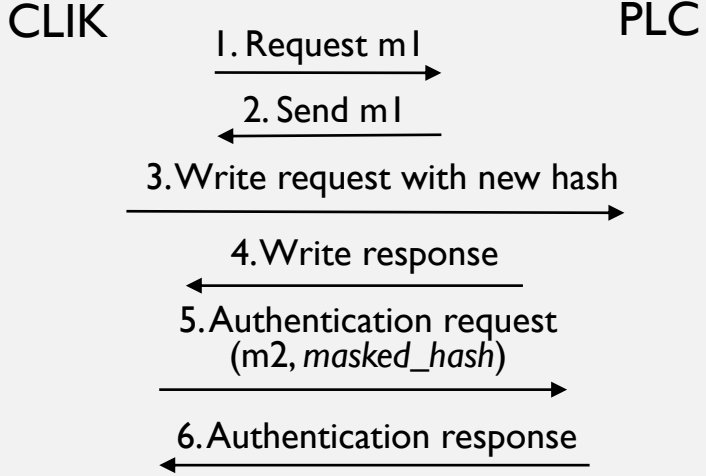 CLIK
PLC
1. Request m1
2. Send m1
3. Write request with new hash
4. Write response
5. Authentication request
(m2, masked_hash)
6. Authentication response